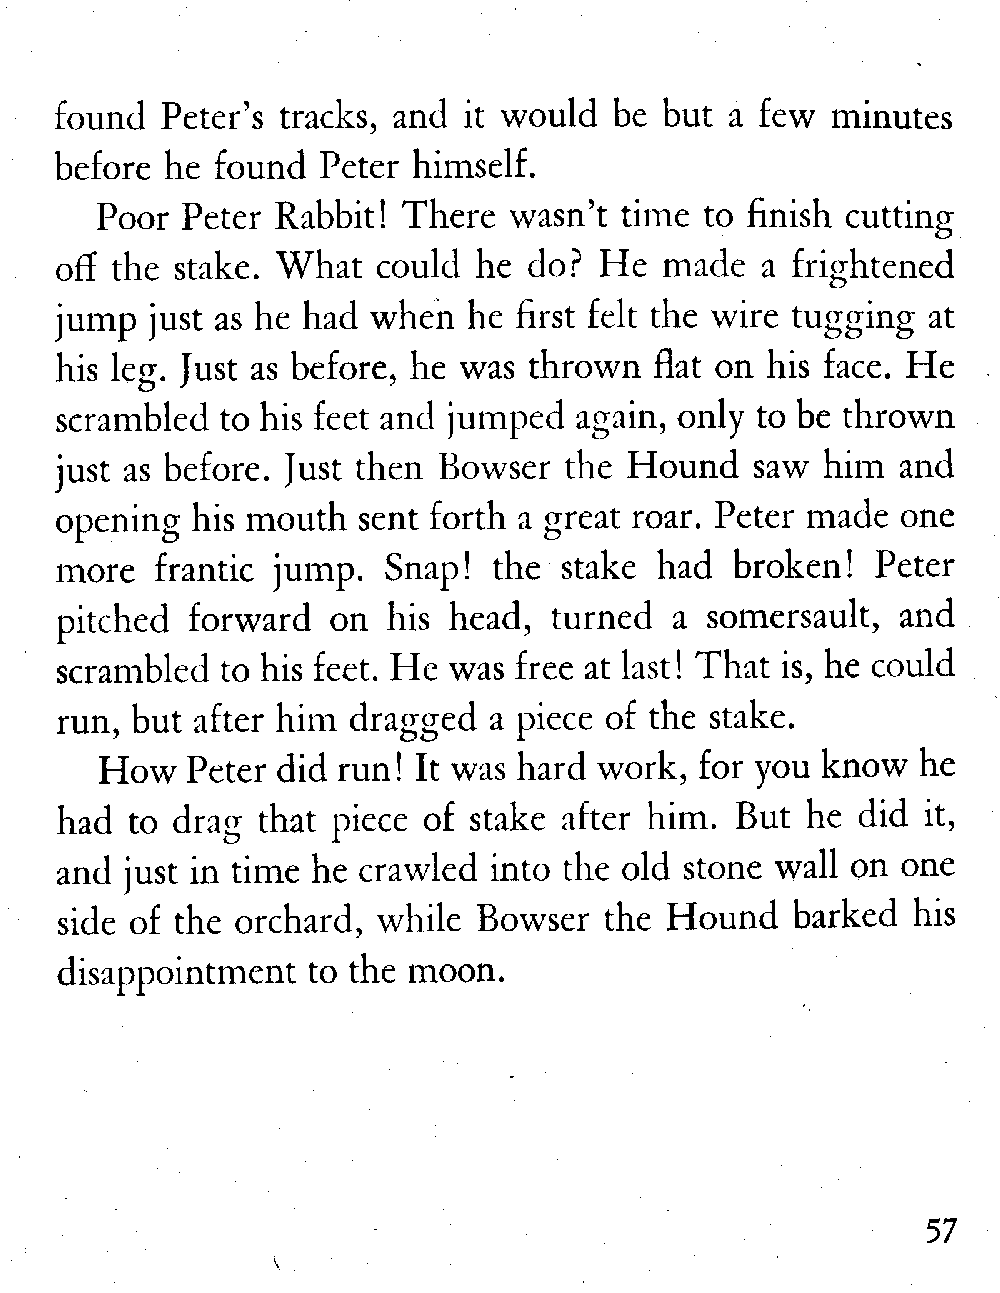 found Peter's tracks, and it would be but a few minutes
before he found Peter himself.
Poor Peter Rabbit! There wasn't time to finish cutting
off the stake. What could he do? He made a frightened
jump just as he had when he first felt the wire tugging at
his leg. Just as before, he was thrown flat on his face. He
scrambled to his feet and jumped again, only to be thrown
just as before. Just then Bowser the Hound saw him and
opening his mouth sent forth a great roar. Peter made one
more frantic jump. Snap! the stake had broken! Peter
pitched forward on his head, turned a somersault, and
scrambled to his feet. He was free at last! That is, he could
run, but after him dragged a piece of the stake.
How Peter did run! It was hard work, for you know he
had to drag that piece of stake after him. But he did it,
and just in time he crawled into the old stone wall on one
side of the orchard, while Bowser the Hound barked his
disappointment to the moon.
57